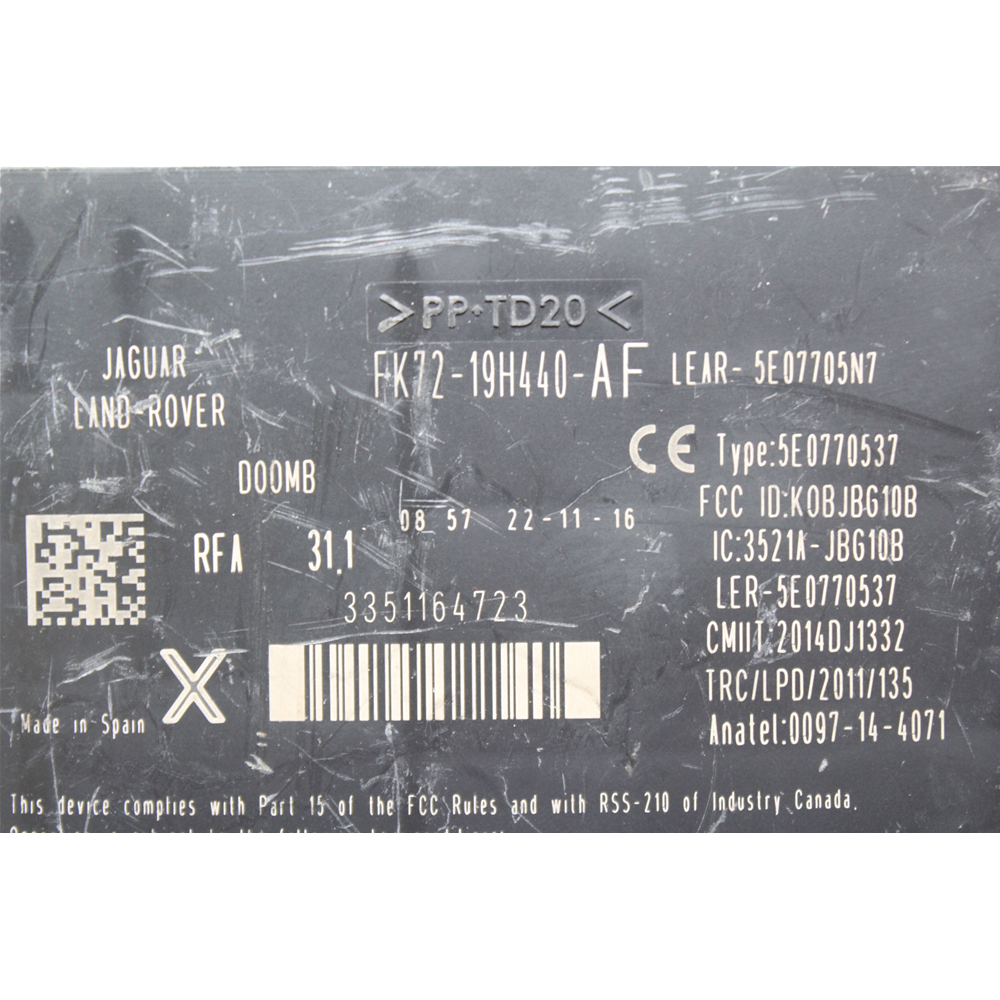 >PP+TD20<
JAGUAR
LAND-ROVER
FK72-19H440-AF
LEAR- 5E07705N7
D00MB
CE
Type:5E0770537
FCC ID:KOBJBG10B
IC:3521A-JBG10B
LER-5E0770537
CMIIT:2014DJ1332
TRC/LPD/2011/135
Anatel:0097-14-4071
08 57 22-11-16
RFA 31.1
3351164723
X
Made in Spain
This device complies with Part 15 of the FCC Rules and with RSS-210 of Industry Canada.